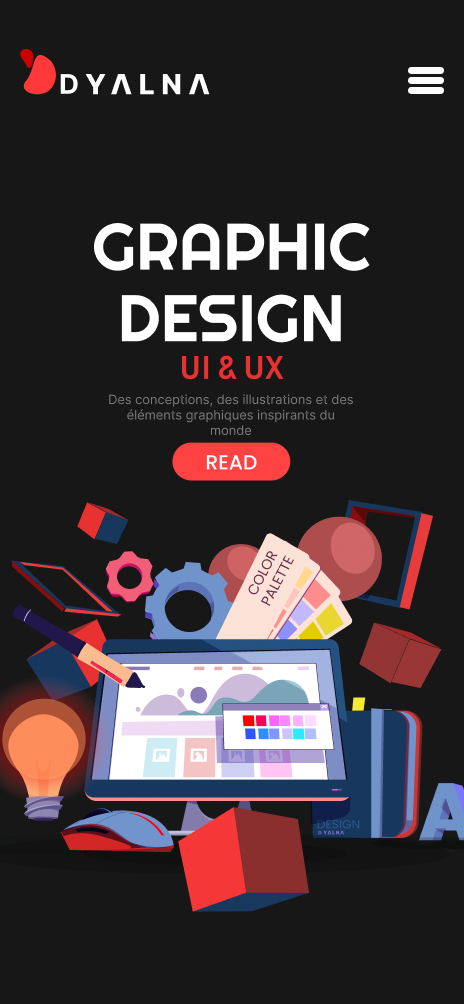 DYALNA
GRAPHIC
DESIGN
UI & UX
Des conceptions, des illustrations et des
éléments graphiques inspirants du
monde
READ
COLOR
PALETTE
DESIGN
DYALNA
A